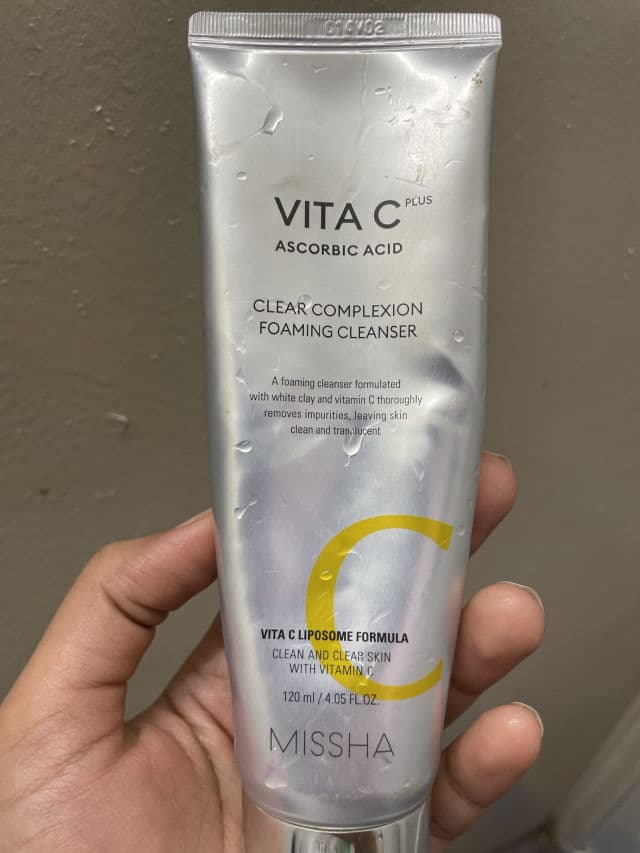 VITA C PLUS
ASCORBIC ACID
CLEAR COMPLEXION
FOAMING CLEANSER
A foaming cleanser formulated
with white clay and vitamin C thoroughly
removes impurities, leaving skin
clean and translucent
C
VITA C LIPOSOME FORMULA
CLEAN AND CLEAR SKIN
WITH VITAMIN C
120 ml / 4.05 FL.OZ.
MISSHA